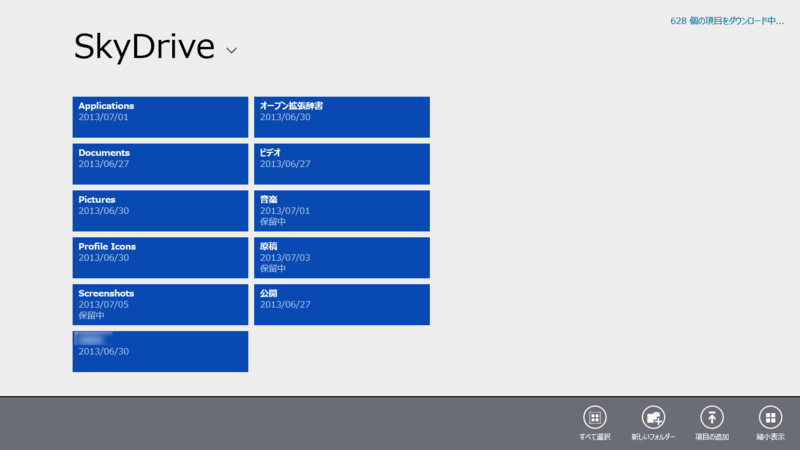 628 個の項目をダウンロード中...
SkyDrive
Applications
2013/07/01
Documents
2013/06/27
Pictures
2013/06/30
Profile Icons
2013/06/30
Screenshots
2013/07/05
保留中
2013/06/30
オープン拡張辞書
2013/06/30
ビデオ
2013/06/27
音楽
2013/07/01
保留中
原稿
2013/07/03
保留中
公開
2013/06/27
すべて選択
新しいフォルダー
項目の追加
縮小表示